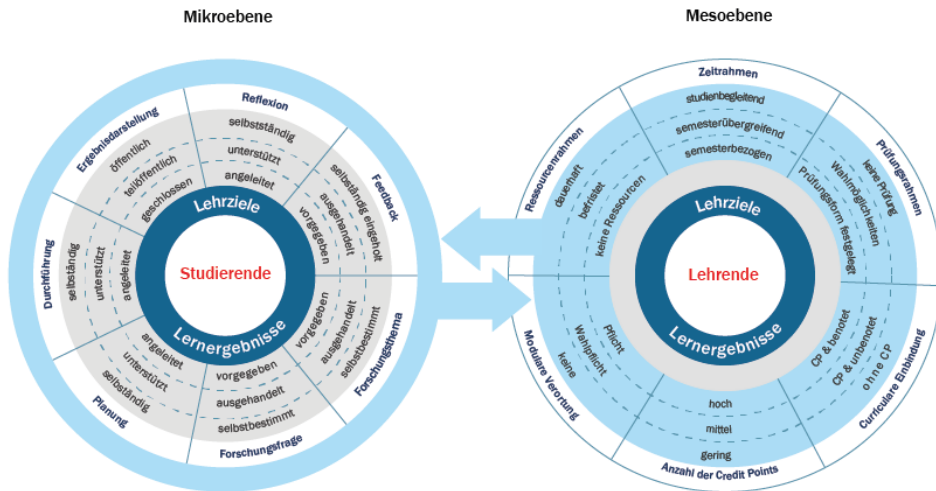 Mikroebene
Reflexion
selbstständig
unterstützt
angeleitet
Feedback
selbständig eingeholt
ausgehandelt
vorgegeben
Forschungsthema
selbstbestimmt
ausgehandelt
vorgegeben
Forschungsfrage
selbstbestimmt
ausgehandelt
vorgegeben
Planung
selbständig
unterstützt
angeleitet
Durchführung
selbständig
unterstützt
angeleitet
Ergebnisdarstellung
öffentlich
teilöffentlich
geschlossen
Lehrziele
Studierende
Lernergebnisse
Mesoebene
Zeitrahmen
studienbegleitend
semesterübergreifend
semesterbezogen
Prüfungsrahmen
keine Prüfung
Wahlmöglichkeiten
Prüfungsform festgelegt
Curriculare Einbindung
ohne CP
CP & unbenotet
CP & benotet
Anzahl der Credit Points
gering
mittel
hoch
Modulare Verortung
keine
Wahlpflicht
Pflicht
Ressourcenrahmen
dauerhaft
befristet
keine Ressourcen
Lehrziele
Lehrende
Lernergebnisse